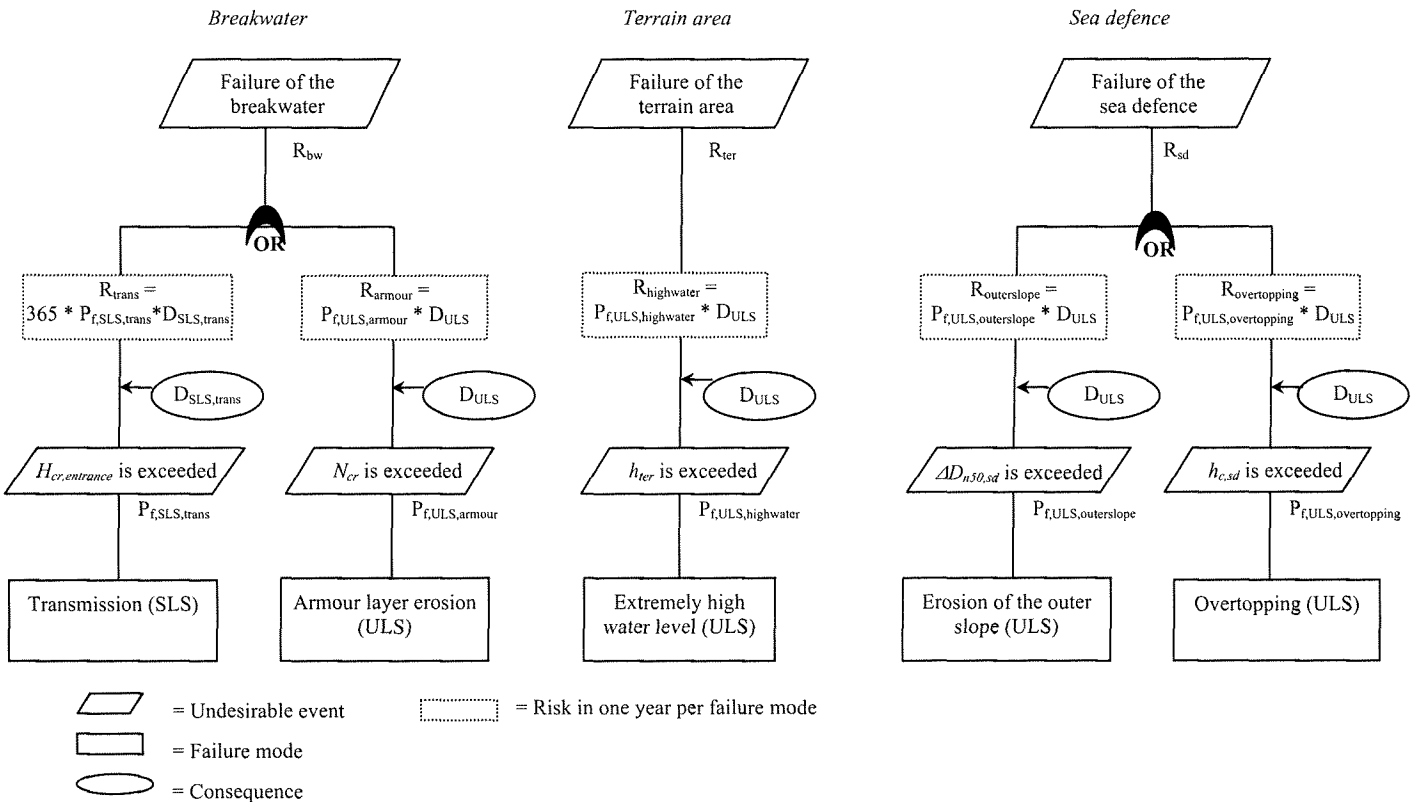 Breakwater
Terrain area
Sea defence
Failure of the
breakwater
Failure of the
terrain area
Failure of the
sea defence
R_bw
R_ter
R_sd
OR
OR
R_trans =
365 * P_f,SLS,trans*D_SLS,trans
R_armour =
P_f,ULS,armour * D_ULS
R_highwater =
P_f,ULS,highwater * D_ULS
R_outerslope =
P_f,ULS,outerslope * D_ULS
R_overtopping =
P_f,ULS,overtopping * D_ULS
D_SLS,trans
D_ULS
D_ULS
D_ULS
D_ULS
H_cr,entrance is exceeded
N_cr is exceeded
h_ter is exceeded
ΔD_n50,sd is exceeded
h_c,sd is exceeded
P_f,SLS,trans
P_f,ULS,armour
P_f,ULS,highwater
P_f,ULS,outerslope
P_f,ULS,overtopping
Transmission (SLS)
Armour layer erosion
(ULS)
Extremely high
water level (ULS)
Erosion of the outer
slope (ULS)
Overtopping (ULS)
= Undesirable event
= Risk in one year per failure mode
= Failure mode
= Consequence